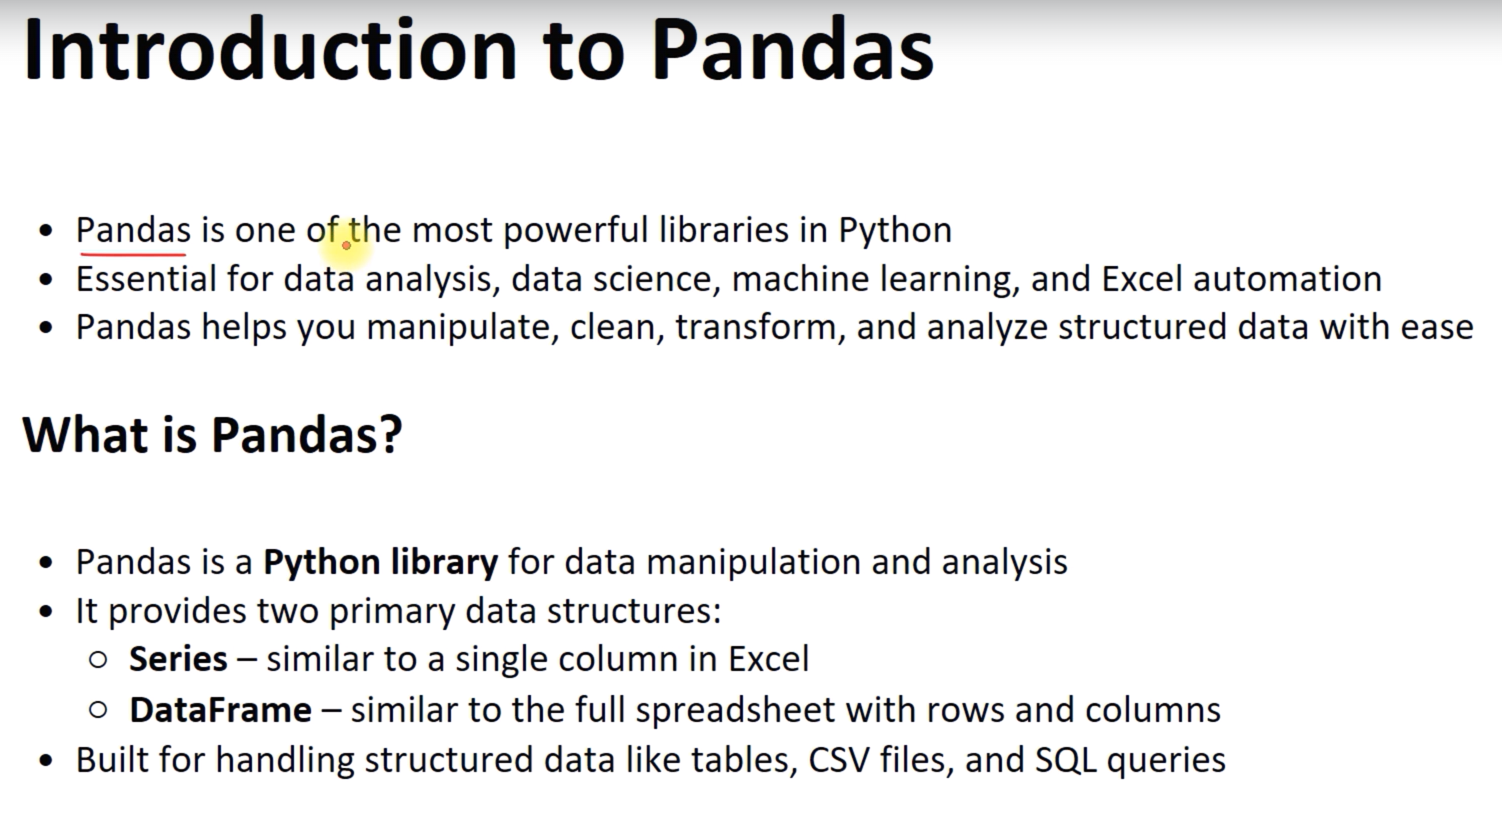 Introduction to Pandas
• Pandas is one of the most powerful libraries in Python
• Essential for data analysis, data science, machine learning, and Excel automation
• Pandas helps you manipulate, clean, transform, and analyze structured data with ease
What is Pandas?
• Pandas is a Python library for data manipulation and analysis
• It provides two primary data structures:
○ Series – similar to a single column in Excel
○ DataFrame – similar to the full spreadsheet with rows and columns
• Built for handling structured data like tables, CSV files, and SQL queries